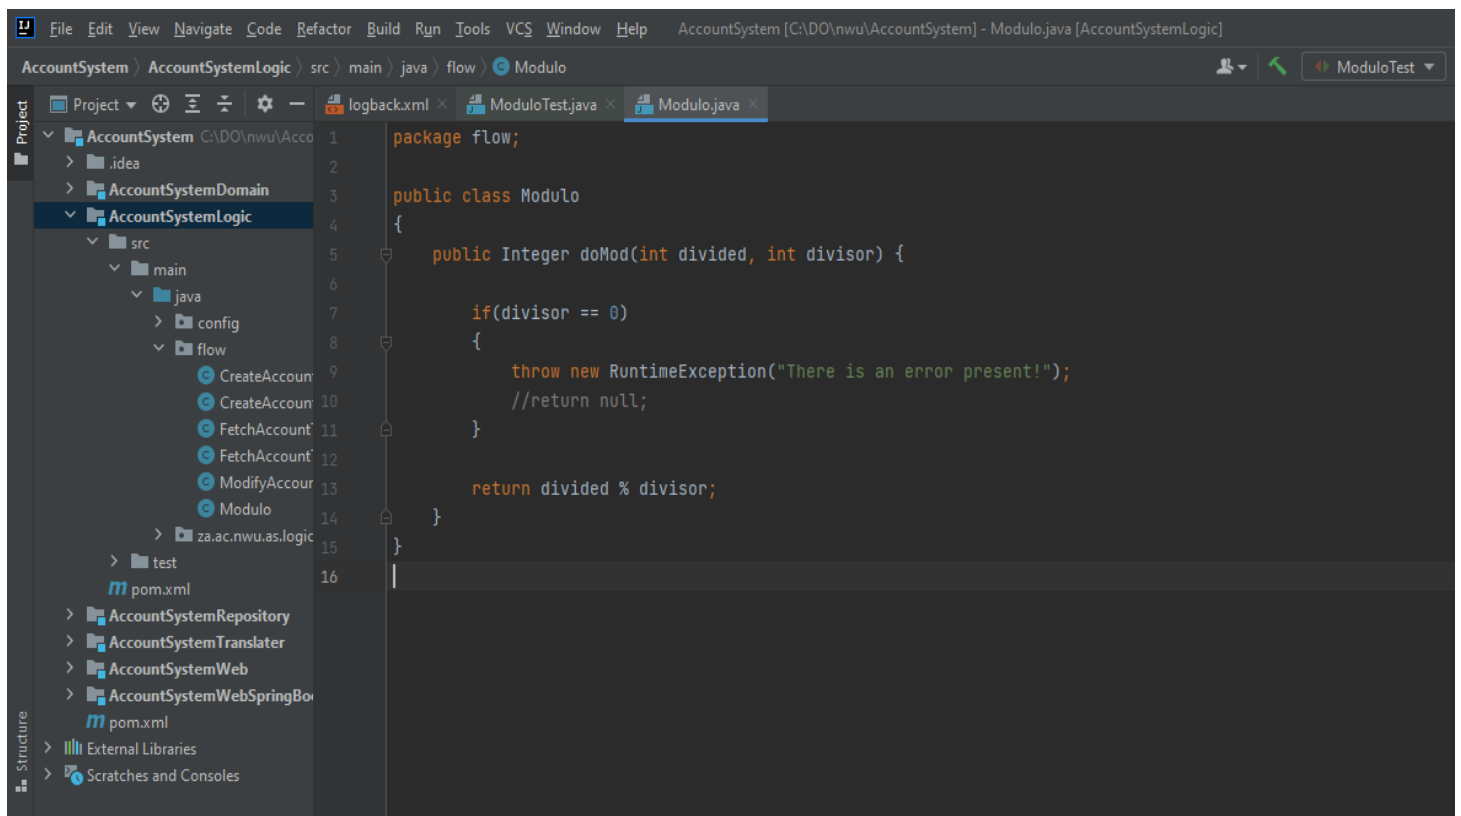 IJ File Edit View Navigate Code Refactor Build Run Tools VCS Window Help AccountSystem [C:\DO\nwu\AccountSystem] - Modulo.java [AccountSystemLogic]
AccountSystem AccountSystemLogic src main java flow Modulo ModuloTest
Project logback.xml ModuloTest.java Modulo.java
Project
AccountSystem C:\DO\nwu\Acco
.idea
AccountSystemDomain
AccountSystemLogic
src
main
java
config
flow
CreateAccoun
CreateAccoun
FetchAccount
FetchAccount
ModifyAccour
Modulo
za.ac.nwu.as.logic
test
pom.xml
AccountSystemRepository
AccountSystemTranslater
AccountSystemWeb
AccountSystemWebSpringBo
pom.xml
External Libraries
Scratches and Consoles
Structure
1 package flow;
2
3 public class Modulo
4 {
5 public Integer doMod(int divided, int divisor) {
6
7 if(divisor == 0)
8 {
9 throw new RuntimeException("There is an error present!");
10 //return null;
11 }
12
13 return divided % divisor;
14 }
15 }
16